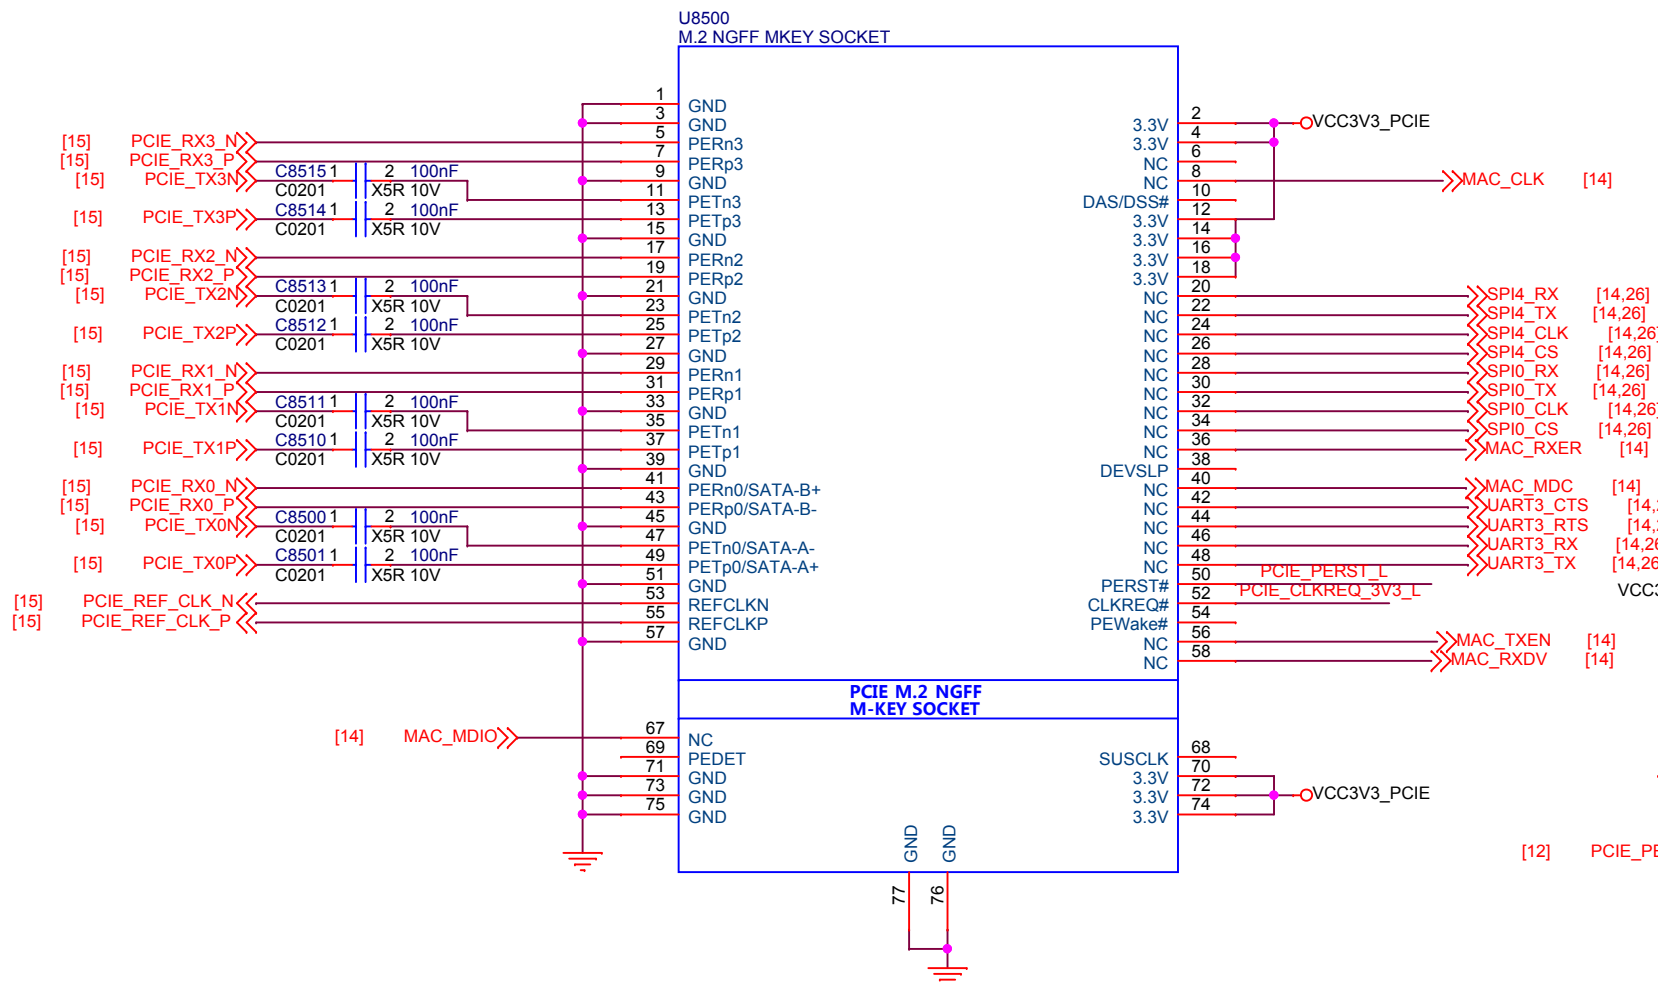 U8500
M.2 NGFF MKEY SOCKET
1 GND
3 GND
[15] PCIE_RX3_N 5 PERn3
[15] PCIE_RX3_P 7 PERp3
[15] PCIE_TX3N C8515 1 2 100nF 9 GND
C0201 X5R 10V 11 PETn3
[15] PCIE_TX3P C8514 1 2 100nF 13 PETp3
C0201 X5R 10V 15 GND
[15] PCIE_RX2_N 17 PERn2
[15] PCIE_RX2_P 19 PERp2
[15] PCIE_TX2N C8513 1 2 100nF 21 GND
C0201 X5R 10V 23 PETn2
[15] PCIE_TX2P C8512 1 2 100nF 25 PETp2
C0201 X5R 10V 27 GND
[15] PCIE_RX1_N 29 PERn1
[15] PCIE_RX1_P 31 PERp1
[15] PCIE_TX1N C8511 1 2 100nF 33 GND
C0201 X5R 10V 35 PETn1
[15] PCIE_TX1P C8510 1 2 100nF 37 PETp1
C0201 X5R 10V 39 GND
[15] PCIE_RX0_N 41 PERn0/SATA-B+
[15] PCIE_RX0_P 43 PERp0/SATA-B-
[15] PCIE_TX0N C8500 1 2 100nF 45 GND
C0201 X5R 10V 47 PETn0/SATA-A-
[15] PCIE_TX0P C8501 1 2 100nF 49 PETp0/SATA-A+
C0201 X5R 10V 51 GND
[15] PCIE_REF_CLK_N 53 REFCLKN
[15] PCIE_REF_CLK_P 55 REFCLKP
57 GND
3.3V 2 VCC3V3_PCIE
3.3V 4
NC 6
NC 8 MAC_CLK [14]
DAS/DSS# 10
3.3V 12
3.3V 14
3.3V 16
3.3V 18
NC 20 SPI4_RX [14,26]
NC 22 SPI4_TX [14,26]
NC 24 SPI4_CLK [14,26]
NC 26 SPI4_CS [14,26]
NC 28 SPI0_RX [14,26]
NC 30 SPI0_TX [14,26]
NC 32 SPI0_CLK [14,26]
NC 34 SPI0_CS [14,26]
NC 36 MAC_RXER [14]
DEVSLP 38
NC 40 MAC_MDC [14]
NC 42 UART3_CTS [14,
NC 44 UART3_RTS [14,
NC 46 UART3_RX [14,26
NC 48 UART3_TX [14,26
PERST# 50 PCIE_PERST_L
CLKREQ# 52 PCIE_CLKREQ_3V3_L VCC3
PEWake# 54
NC 56 MAC_TXEN [14]
NC 58 MAC_RXDV [14]
PCIE M.2 NGFF
M-KEY SOCKET
[14] MAC_MDIO 67 NC
69 PEDET
71 GND
73 GND
75 GND
SUSCLK 68
3.3V 70
3.3V 72 VCC3V3_PCIE
3.3V 74
GND GND
77 76
[12] PCIE_PE